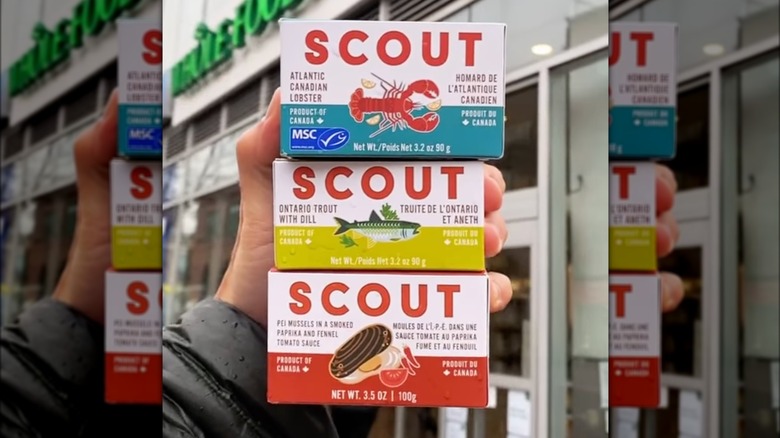 WHOLE FOODS
SCOUT
ATLANTIC
CANADIAN
LOBSTER
HOMARD DE
L'ATLANTIQUE
CANADIEN
PRODUCT OF
CANADA
PRODUIT
DU CANADA
MSC
Net Wt./Poids Net 3.2 oz 90 g
SCOUT
ONTARIO TROUT
WITH DILL
TRUITE DE L'ONTARIO
ET ANETH
PRODUCT OF
CANADA
PRODUIT DU
CANADA
Net Wt./Poids Net 3.2 oz 90 g
SCOUT
PEI MUSSELS IN A SMOKED
PAPRIKA AND FENNEL
TOMATO SAUCE
MOULES DE L'Î.-P.-É. DANS UNE
SAUCE TOMATE AU PAPRIKA
FUMÉ ET AU FENOUIL
PRODUCT OF
CANADA
PRODUIT
DU CANADA
NET WT. 3.5 OZ | 100g